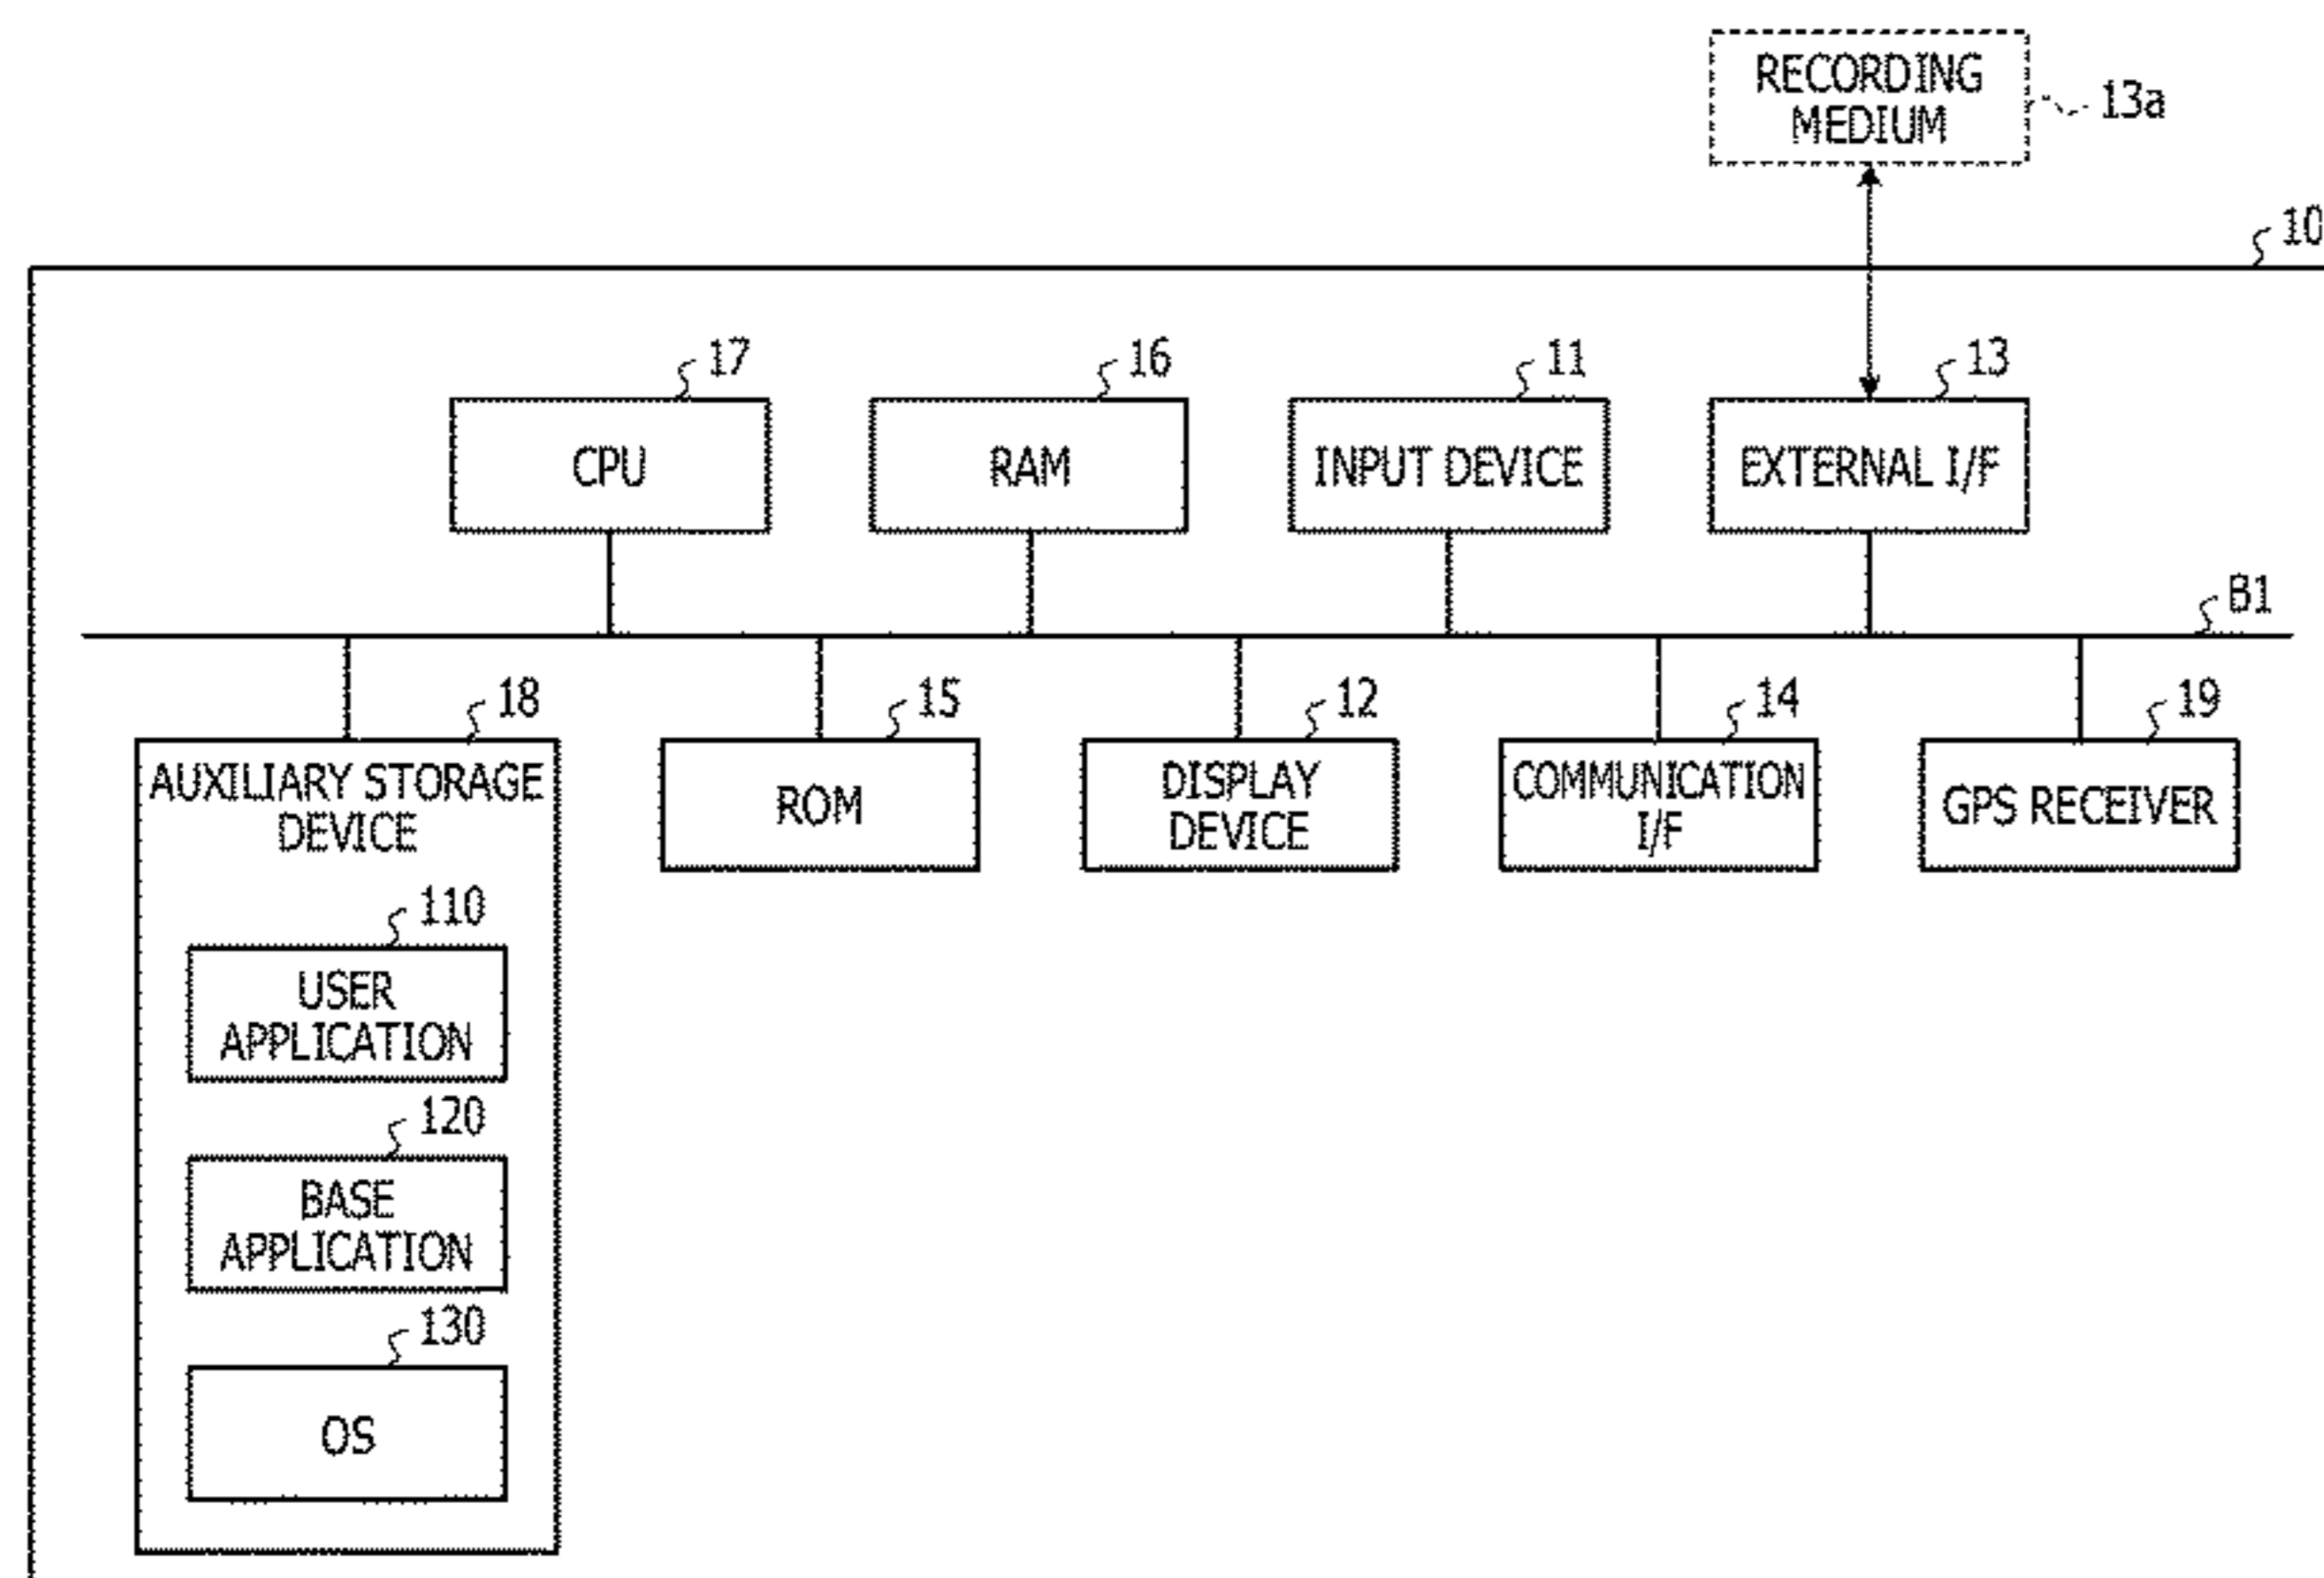 RECORDING
MEDIUM
13a
10
17
16
11
13
CPU
RAM
INPUT DEVICE
EXTERNAL I/F
B1
18
15
12
14
19
AUXILIARY STORAGE
DEVICE
ROM
DISPLAY
DEVICE
COMMUNICATION
I/F
GPS RECEIVER
110
USER
APPLICATION
120
BASE
APPLICATION
130
OS